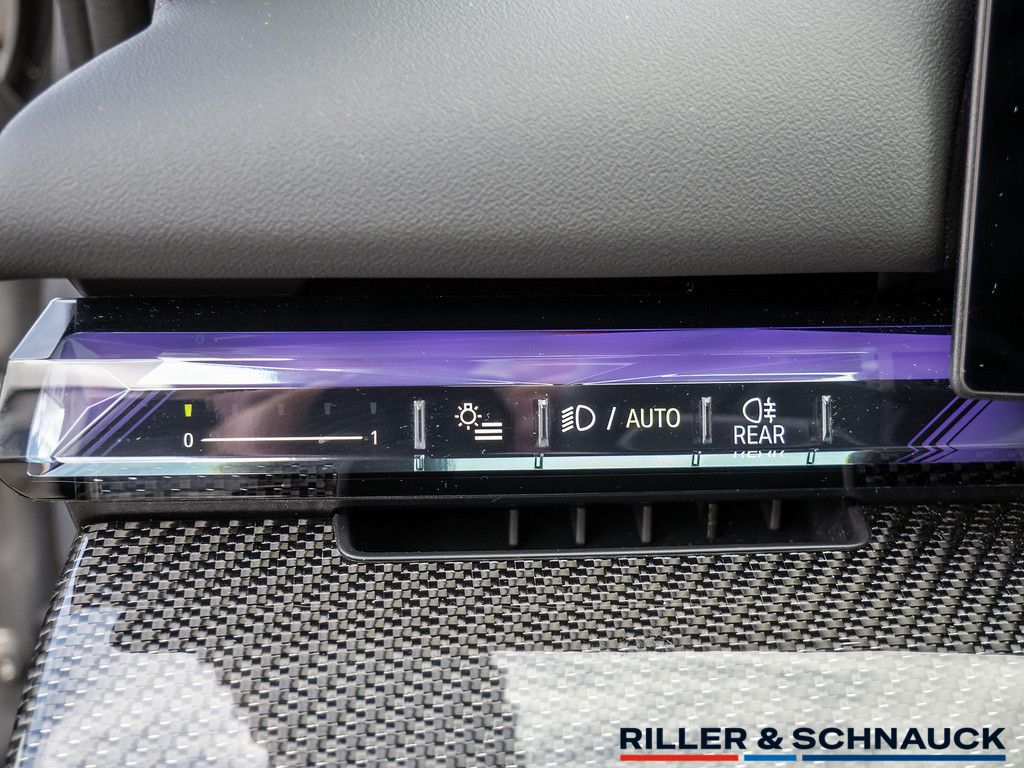 0 1
/ AUTO
REAR
RILLER & SCHNAUCK